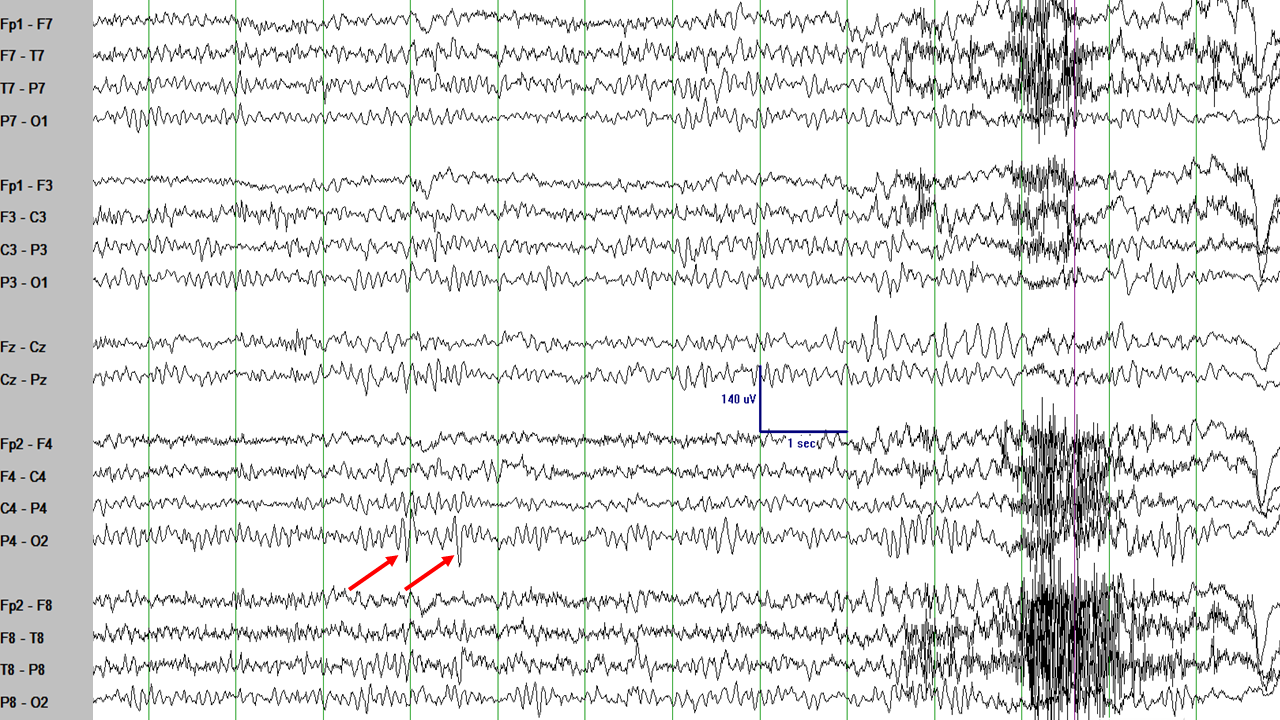 Fp1 - F7
F7 - T7
T7 - P7
P7 - O1
Fp1 - F3
F3 - C3
C3 - P3
P3 - O1
Fz - Cz
Cz - Pz
140 uV
1 sec
Fp2 - F4
F4 - C4
C4 - P4
P4 - O2
Fp2 - F8
F8 - T8
T8 - P8
P8 - O2